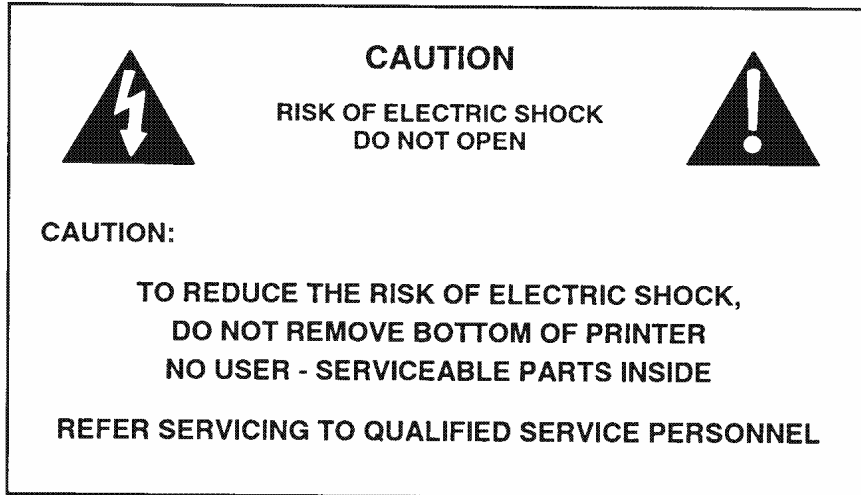 CAUTION
RISK OF ELECTRIC SHOCK
DO NOT OPEN
CAUTION:
TO REDUCE THE RISK OF ELECTRIC SHOCK,
DO NOT REMOVE BOTTOM OF PRINTER
NO USER - SERVICEABLE PARTS INSIDE
REFER SERVICING TO QUALIFIED SERVICE PERSONNEL